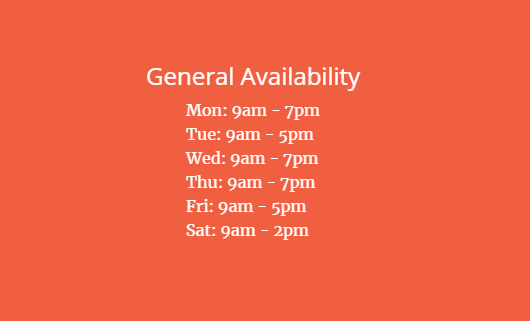 General Availability
Mon: 9am - 7pm
Tue: 9am - 5pm
Wed: 9am - 7pm
Thu: 9am - 7pm
Fri: 9am - 5pm
Sat: 9am - 2pm